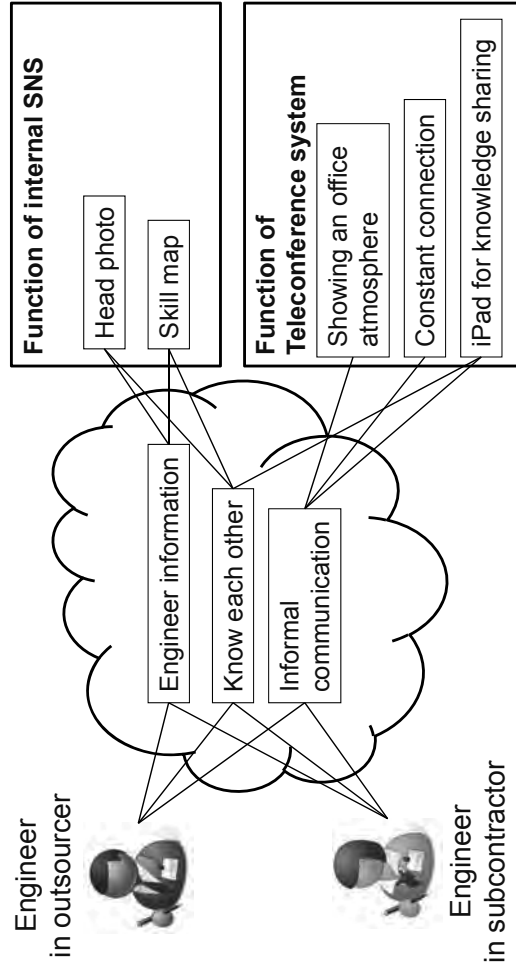 Engineer
in outsourcer
Engineer
in subcontractor
Engineer information
Know each other
Informal
communication
Function of internal SNS
Head photo
Skill map
Function of
Teleconference system
Showing an office
atmosphere
Constant connection
iPad for knowledge sharing